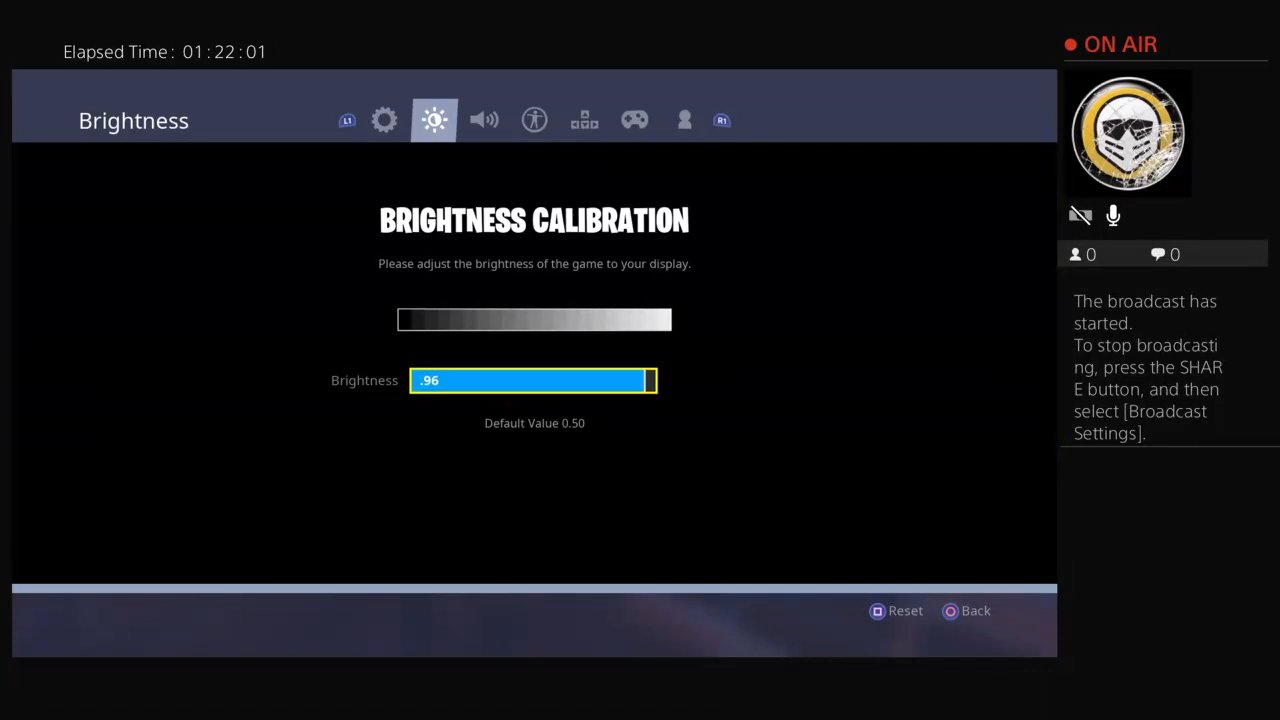 Elapsed Time: 01:22:01
ON AIR
Brightness
L1
R1
BRIGHTNESS CALIBRATION
Please adjust the brightness of the game to your display.
Brightness
.96
Default Value 0.50
Reset
Back
0
0
The broadcast has
started.
To stop broadcasti
ng, press the SHAR
E button, and then
select [Broadcast
Settings].